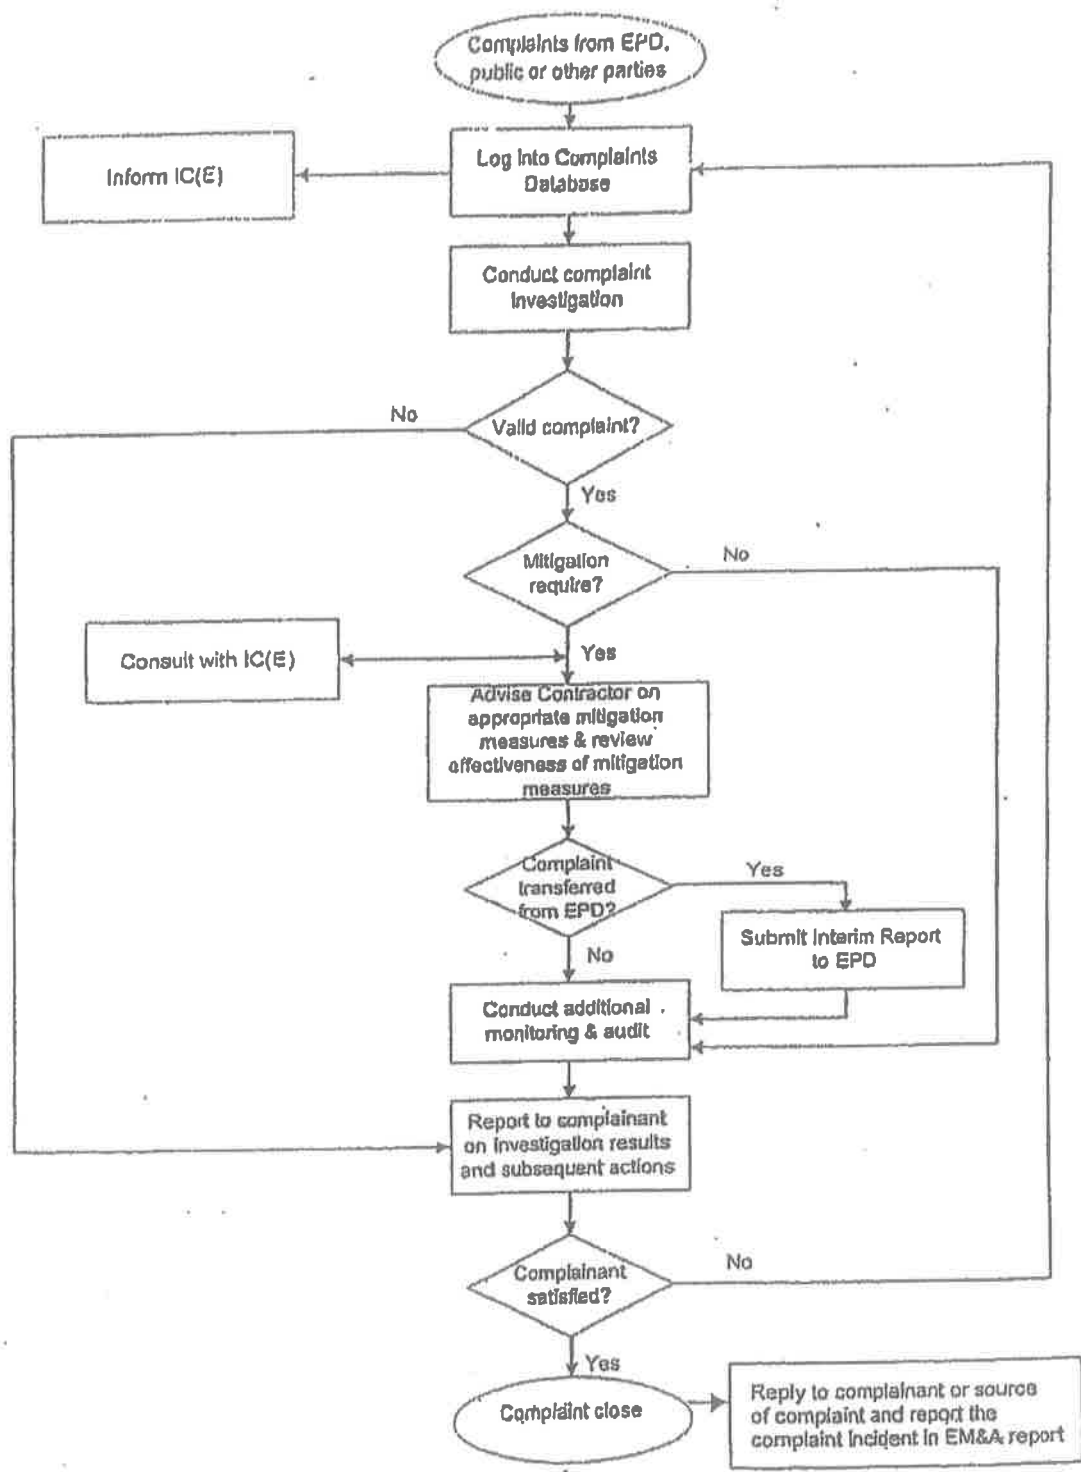 Complaints from EPD,
public or other parties
Log into Complaints
Database
Inform IC(E)
Conduct complaint
Investigation
No
Valid complaint?
Yes
Mitigation
require?
No
Consult with IC(E)
Yes
Advise Contractor on
appropriate mitigation
measures & review
effectiveness of mitigation
measures
Complaint
transferred
from EPD?
Yes
Submit Interim Report
to EPD
No
Conduct additional
monitoring & audit
Report to complainant
on investigation results
and subsequent actions
Complainant
satisfied?
No
Yes
Complaint close
Reply to complainant or source
of complaint and report the
complaint incident in EM&A report